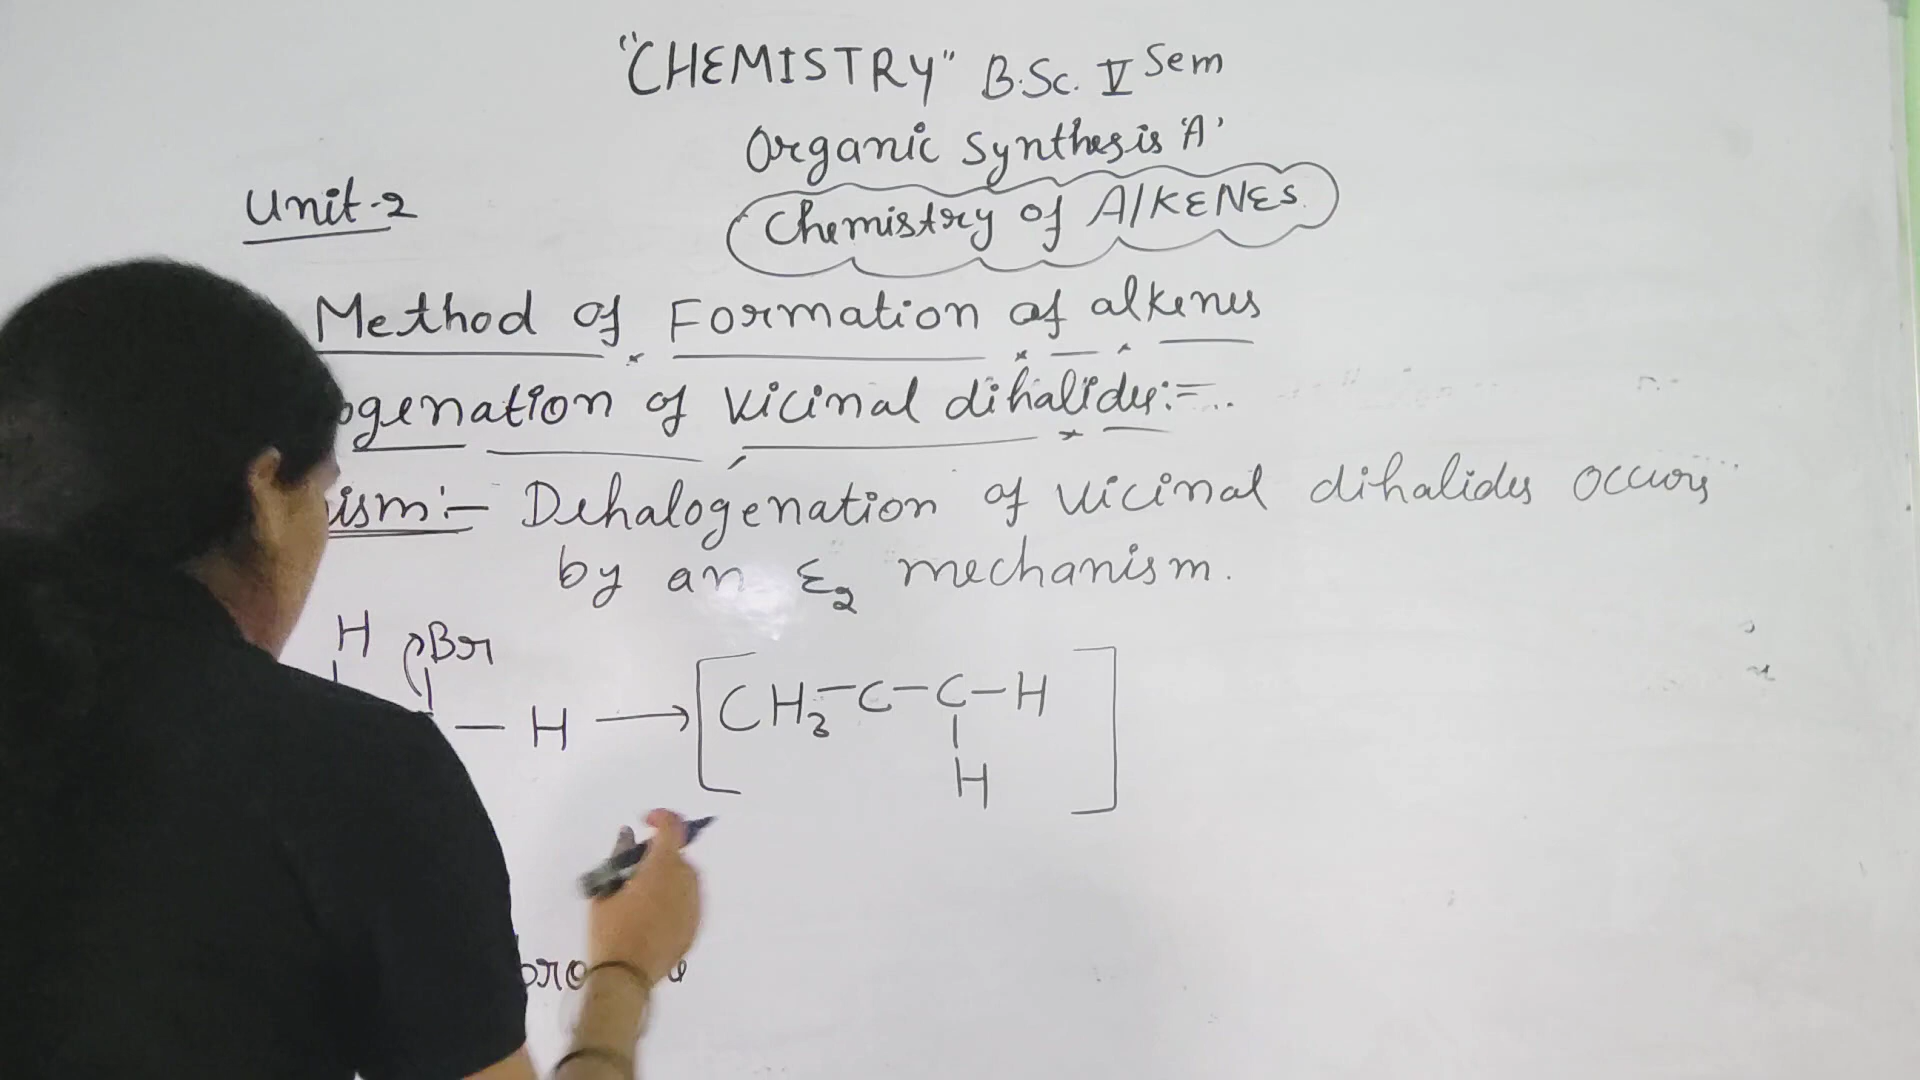 "CHEMISTRY" B.Sc. V Sem
Organic Synthesis 'A'
Unit-2
Chemistry of AlKENES.
Method of Formation of alkenes
ogenation of vicinal dihalides:=..
ism:- Dehalogenation of vicinal dihalides occurs
by an E2 mechanism.
H Br
— H → [CH3-C-C-H]
H